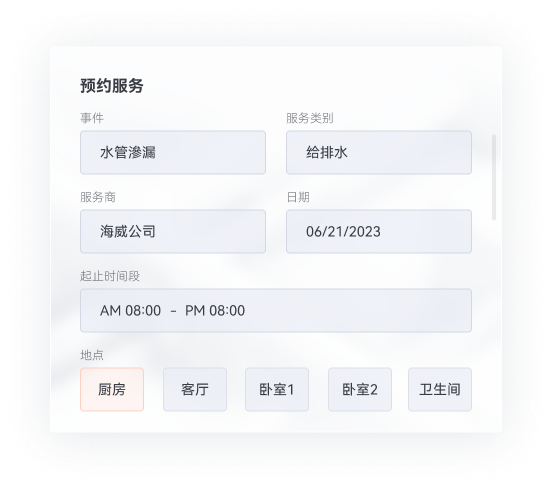 预约服务
事件 服务类别
水管滲漏 给排水
服务商 日期
海威公司 06/21/2023
起止时间段
AM 08:00 - PM 08:00
地点
厨房 客厅 卧室1 卧室2 卫生间